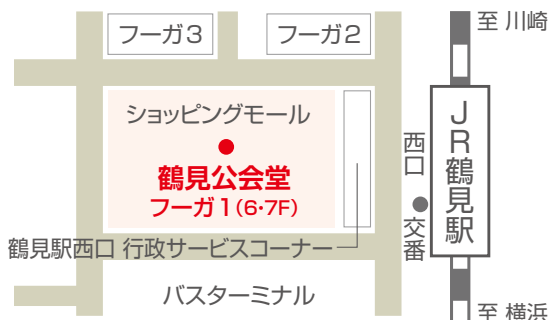 フーガ3
フーガ2
至 川崎
ショッピングモール
鶴見公会堂
フーガ1(6・7F)
西口
交番
JR鶴見駅
鶴見駅西口 行政サービスコーナー
バスターミナル
至 横浜